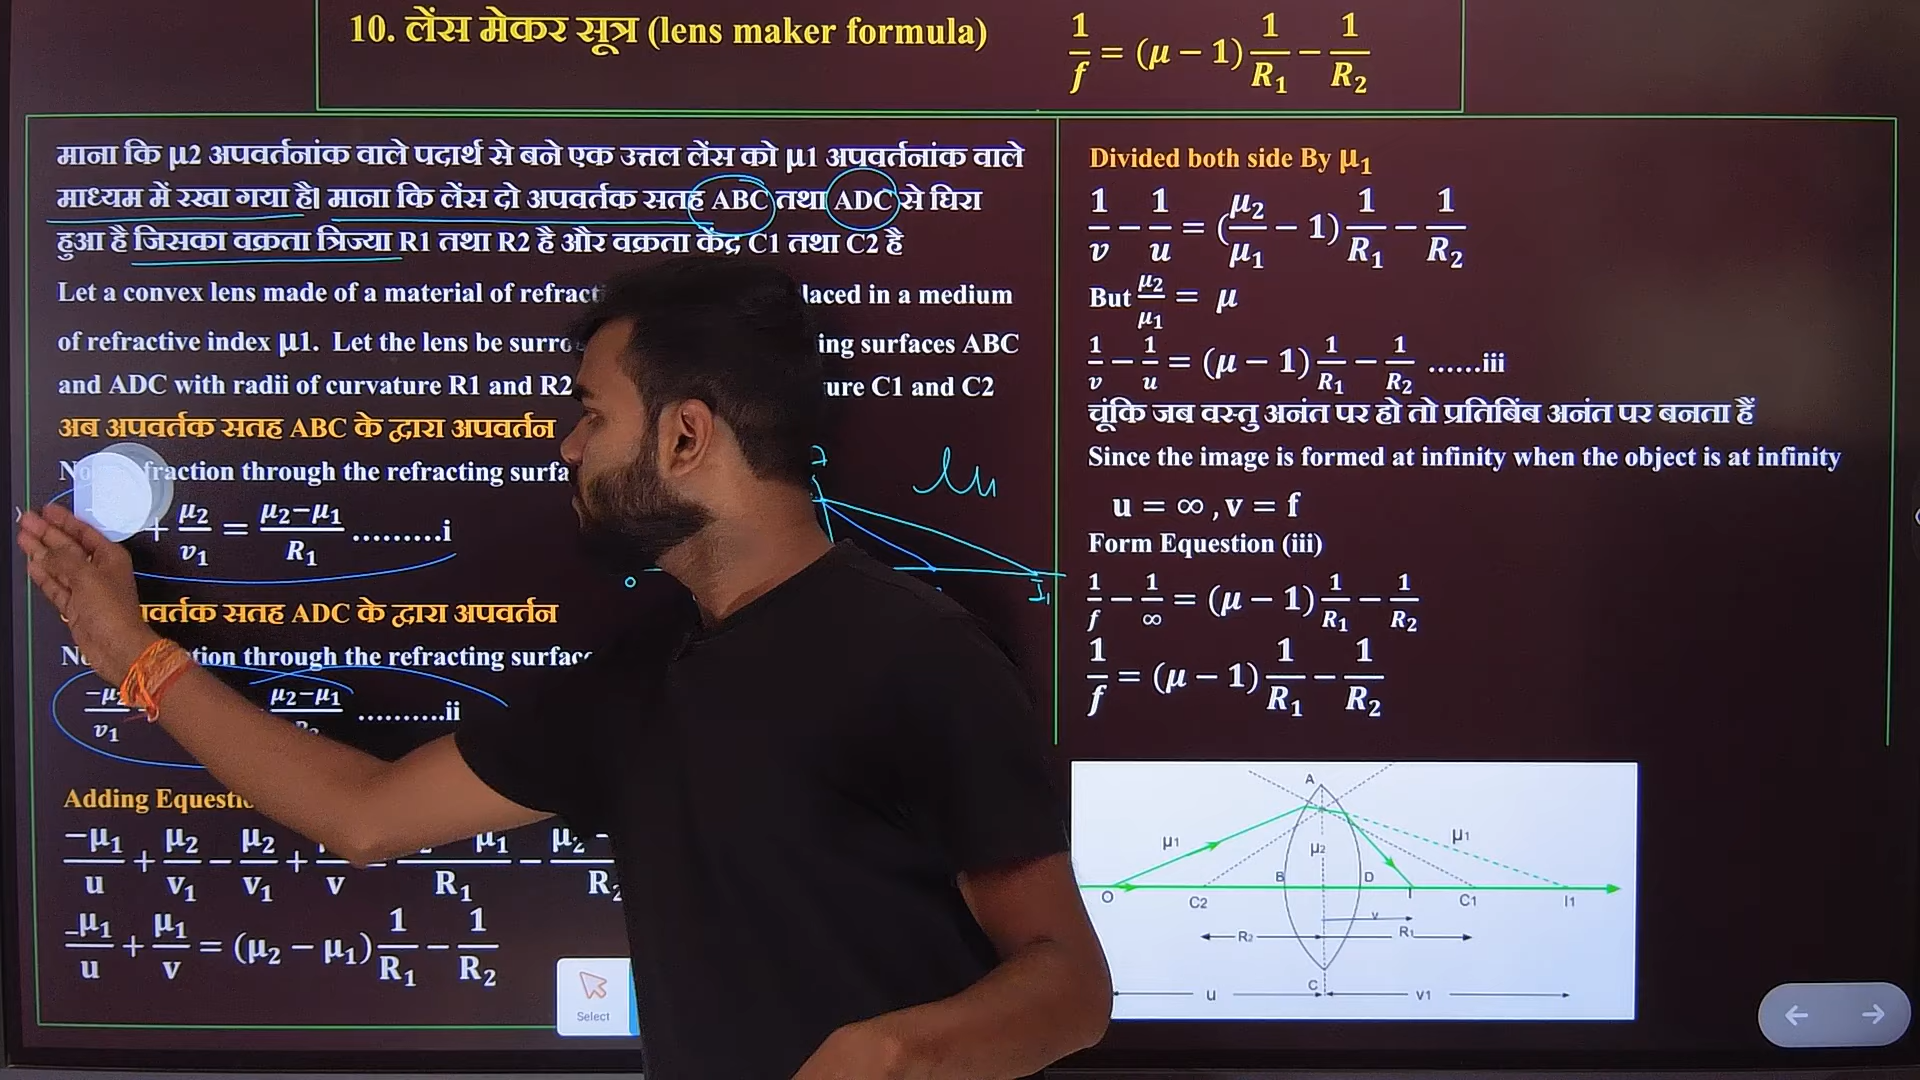 10. लेंस मेकर सूत्र (lens maker formula)
1/f = (μ − 1) 1/R₁ − 1/R₂
माना कि μ2 अपवर्तनांक वाले पदार्थ से बने एक उत्तल लेंस को μ1 अपवर्तनांक वाले
माध्यम में रखा गया है। माना कि लेंस दो अपवर्तक सतह ABC तथा ADC से घिरा
हुआ है जिसका वक्रता त्रिज्या R1 तथा R2 है और वक्रता केंद्र C1 तथा C2 है
Let a convex lens made of a material of laced in a medium
of refractive index μ1. Let the lens be ing surfaces ABC
and ADC with radii of curvature R1 and R2 ure C1 and C2
अब अपवर्तक सतह ABC के द्वारा अपवर्तन
fraction through the refracting
+ μ₂/v₁ = μ₂−μ₁/R₁ .........i
वर्तक सतह ADC के द्वारा अपवर्तन
tion through the refracting
v₁ μ₂−μ₁ ..........ii
Adding
−μ₁/u + μ₂/v₁ − μ₂/v₁ + /v μ₁/R₁ −
−μ₁/u + μ₁/v = (μ₂ − μ₁) 1/R₁ − 1/R₂
Select
I₁
Divided both side By μ₁
1/v − 1/u = (μ₂/μ₁ − 1) 1/R₁ − 1/R₂
But μ₂/μ₁ = μ
1/v − 1/u = (μ − 1) 1/R₁ − 1/R₂ ......iii
चूंकि जब वस्तु अनंत पर हो तो प्रतिबिंब अनंत पर बनता हैं
Since the image is formed at infinity when the object is at infinity
u = ∞ , v = f
Form Equation (iii)
1/f − 1/∞ = (μ − 1) 1/R₁ − 1/R₂
1/f = (μ − 1) 1/R₁ − 1/R₂
A
μ1 μ1
μ2
B D
O C2 I C1 I1
v
R₂ R₁
C
u v1